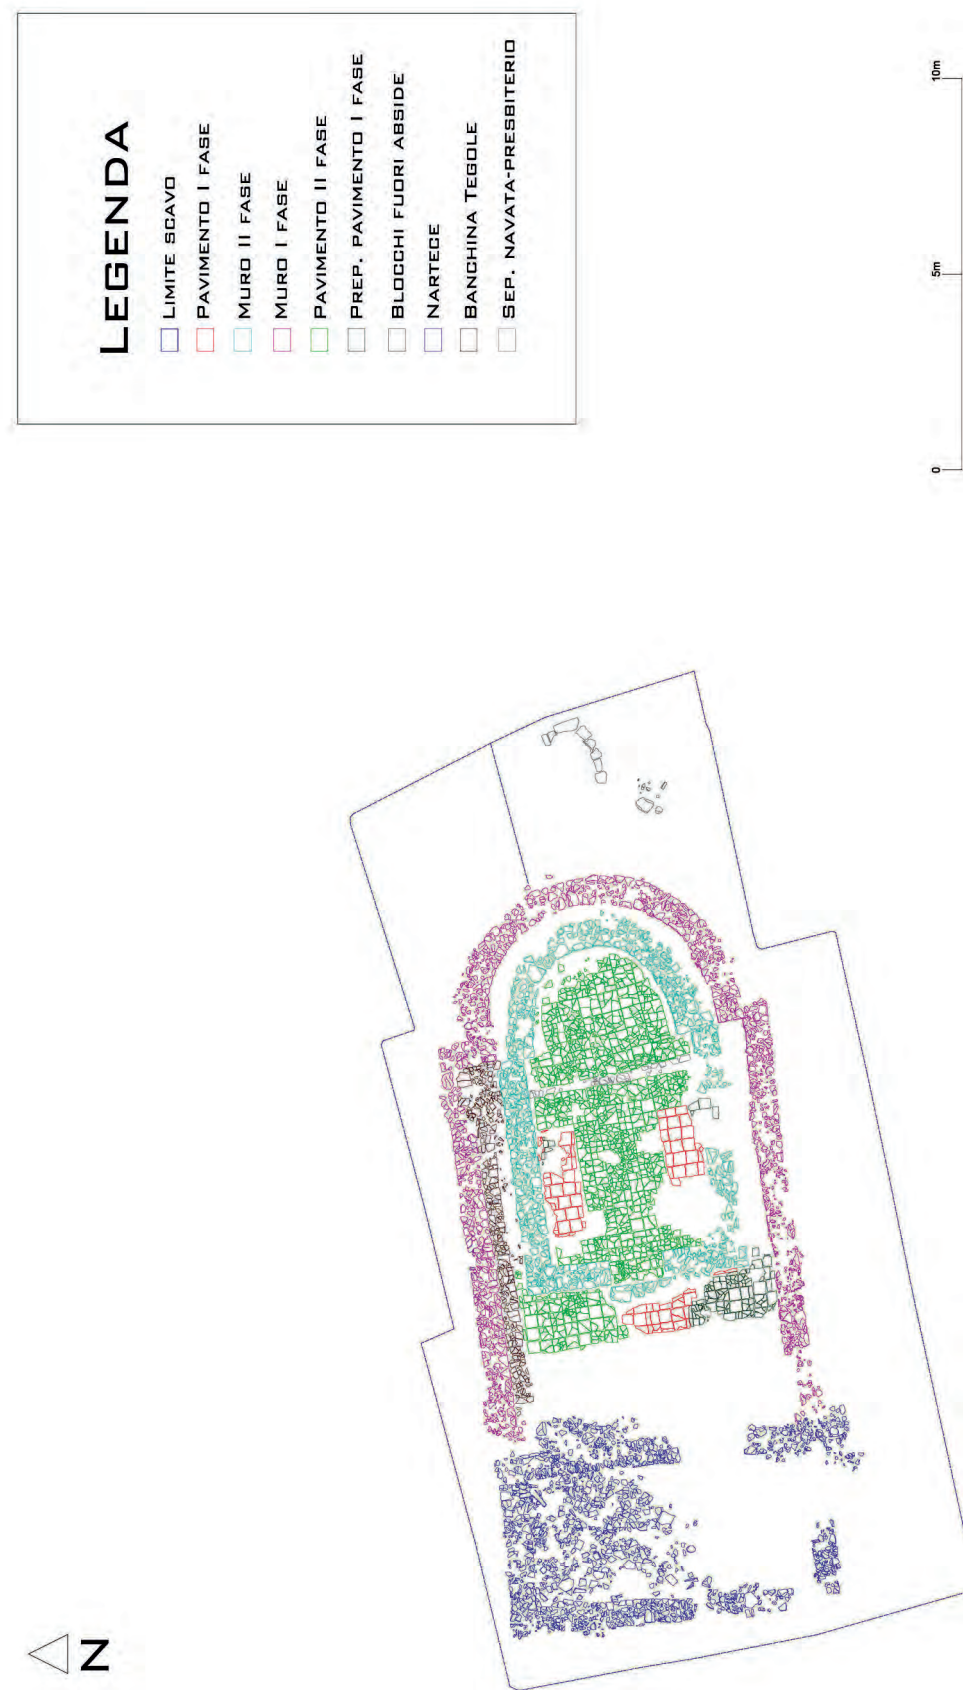 LEGENDA
LIMITE SCAVO
PAVIMENTO I FASE
MURO II FASE
MURO I FASE
PAVIMENTO II FASE
PREP. PAVIMENTO I FASE
BLOCCHI FUORI ABSIDE
NARTECE
BANCHINA TEGOLE
SEP. NAVATA-PRESBITERIO
0 5m 10m
N